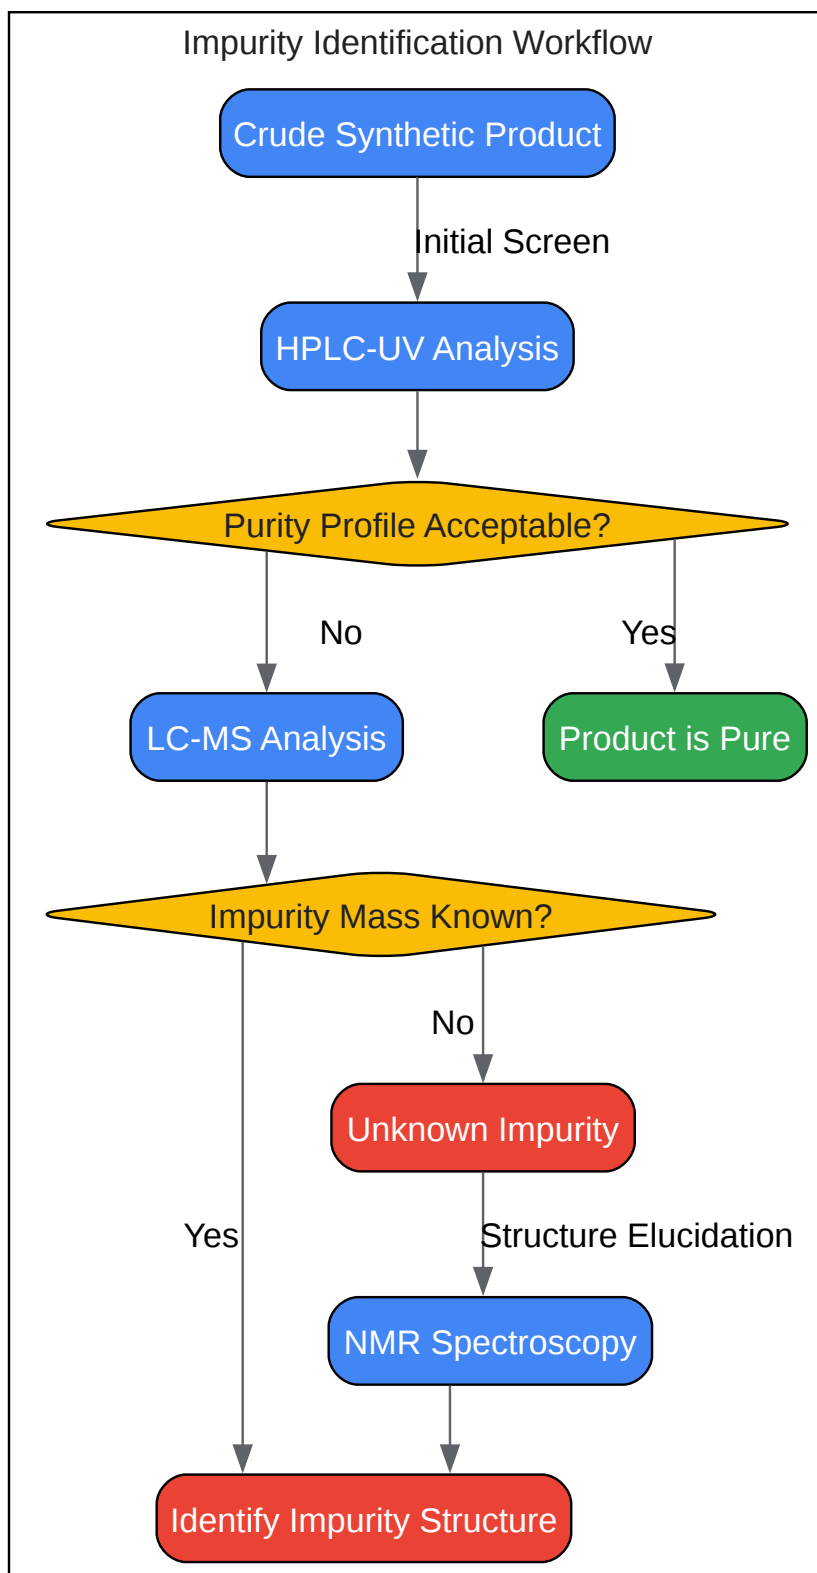 Impurity Identification Workflow
Crude Synthetic Product
Initial Screen
HPLC-UV Analysis
Purity Profile Acceptable?
No
Yes
LC-MS Analysis
Product is Pure
Impurity Mass Known?
No
Unknown Impurity
Yes
Structure Elucidation
NMR Spectroscopy
Identify Impurity Structure